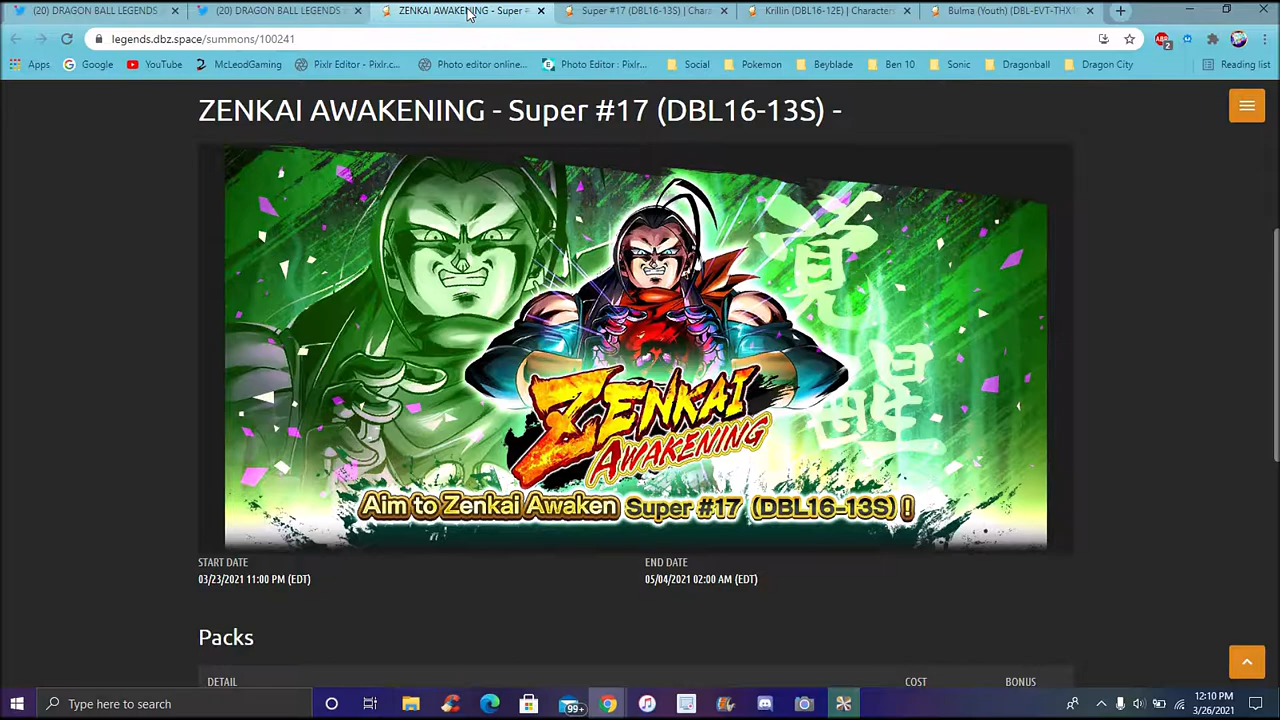 (20) DRAGON BALL LEGENDS
(20) DRAGON BALL LEGENDS
ZENKAI AWAKENING - Super #
Super #17 (DBL16-13S) | Chara
Krillin (DBL16-12E) | Characters
Bulma (Youth) (DBL-EVT-THX1
legends.dbz.space/summons/100241
Apps
Google
YouTube
McLeodGaming
Pixlr Editor - Pixlr.c...
Photo editor online...
Photo Editor : Pixlr...
Social
Pokemon
Beyblade
Ben 10
Sonic
Dragonball
Dragon City
Reading list
ZENKAI AWAKENING - Super #17 (DBL16-13S) -
覚
醒
ZENKAI
AWAKENING
Aim to Zenkai Awaken Super #17 (DBL16-13S) !
START DATE
03/23/2021 11:00 PM (EDT)
END DATE
05/04/2021 02:00 AM (EDT)
Packs
DETAIL
COST
BONUS
Type here to search
99+
12:10 PM
3/26/2021